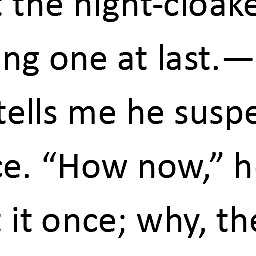 t the night-cloake
ng one at last.—
tells me he suspe
ce. “How now,” h
t it once; why, the